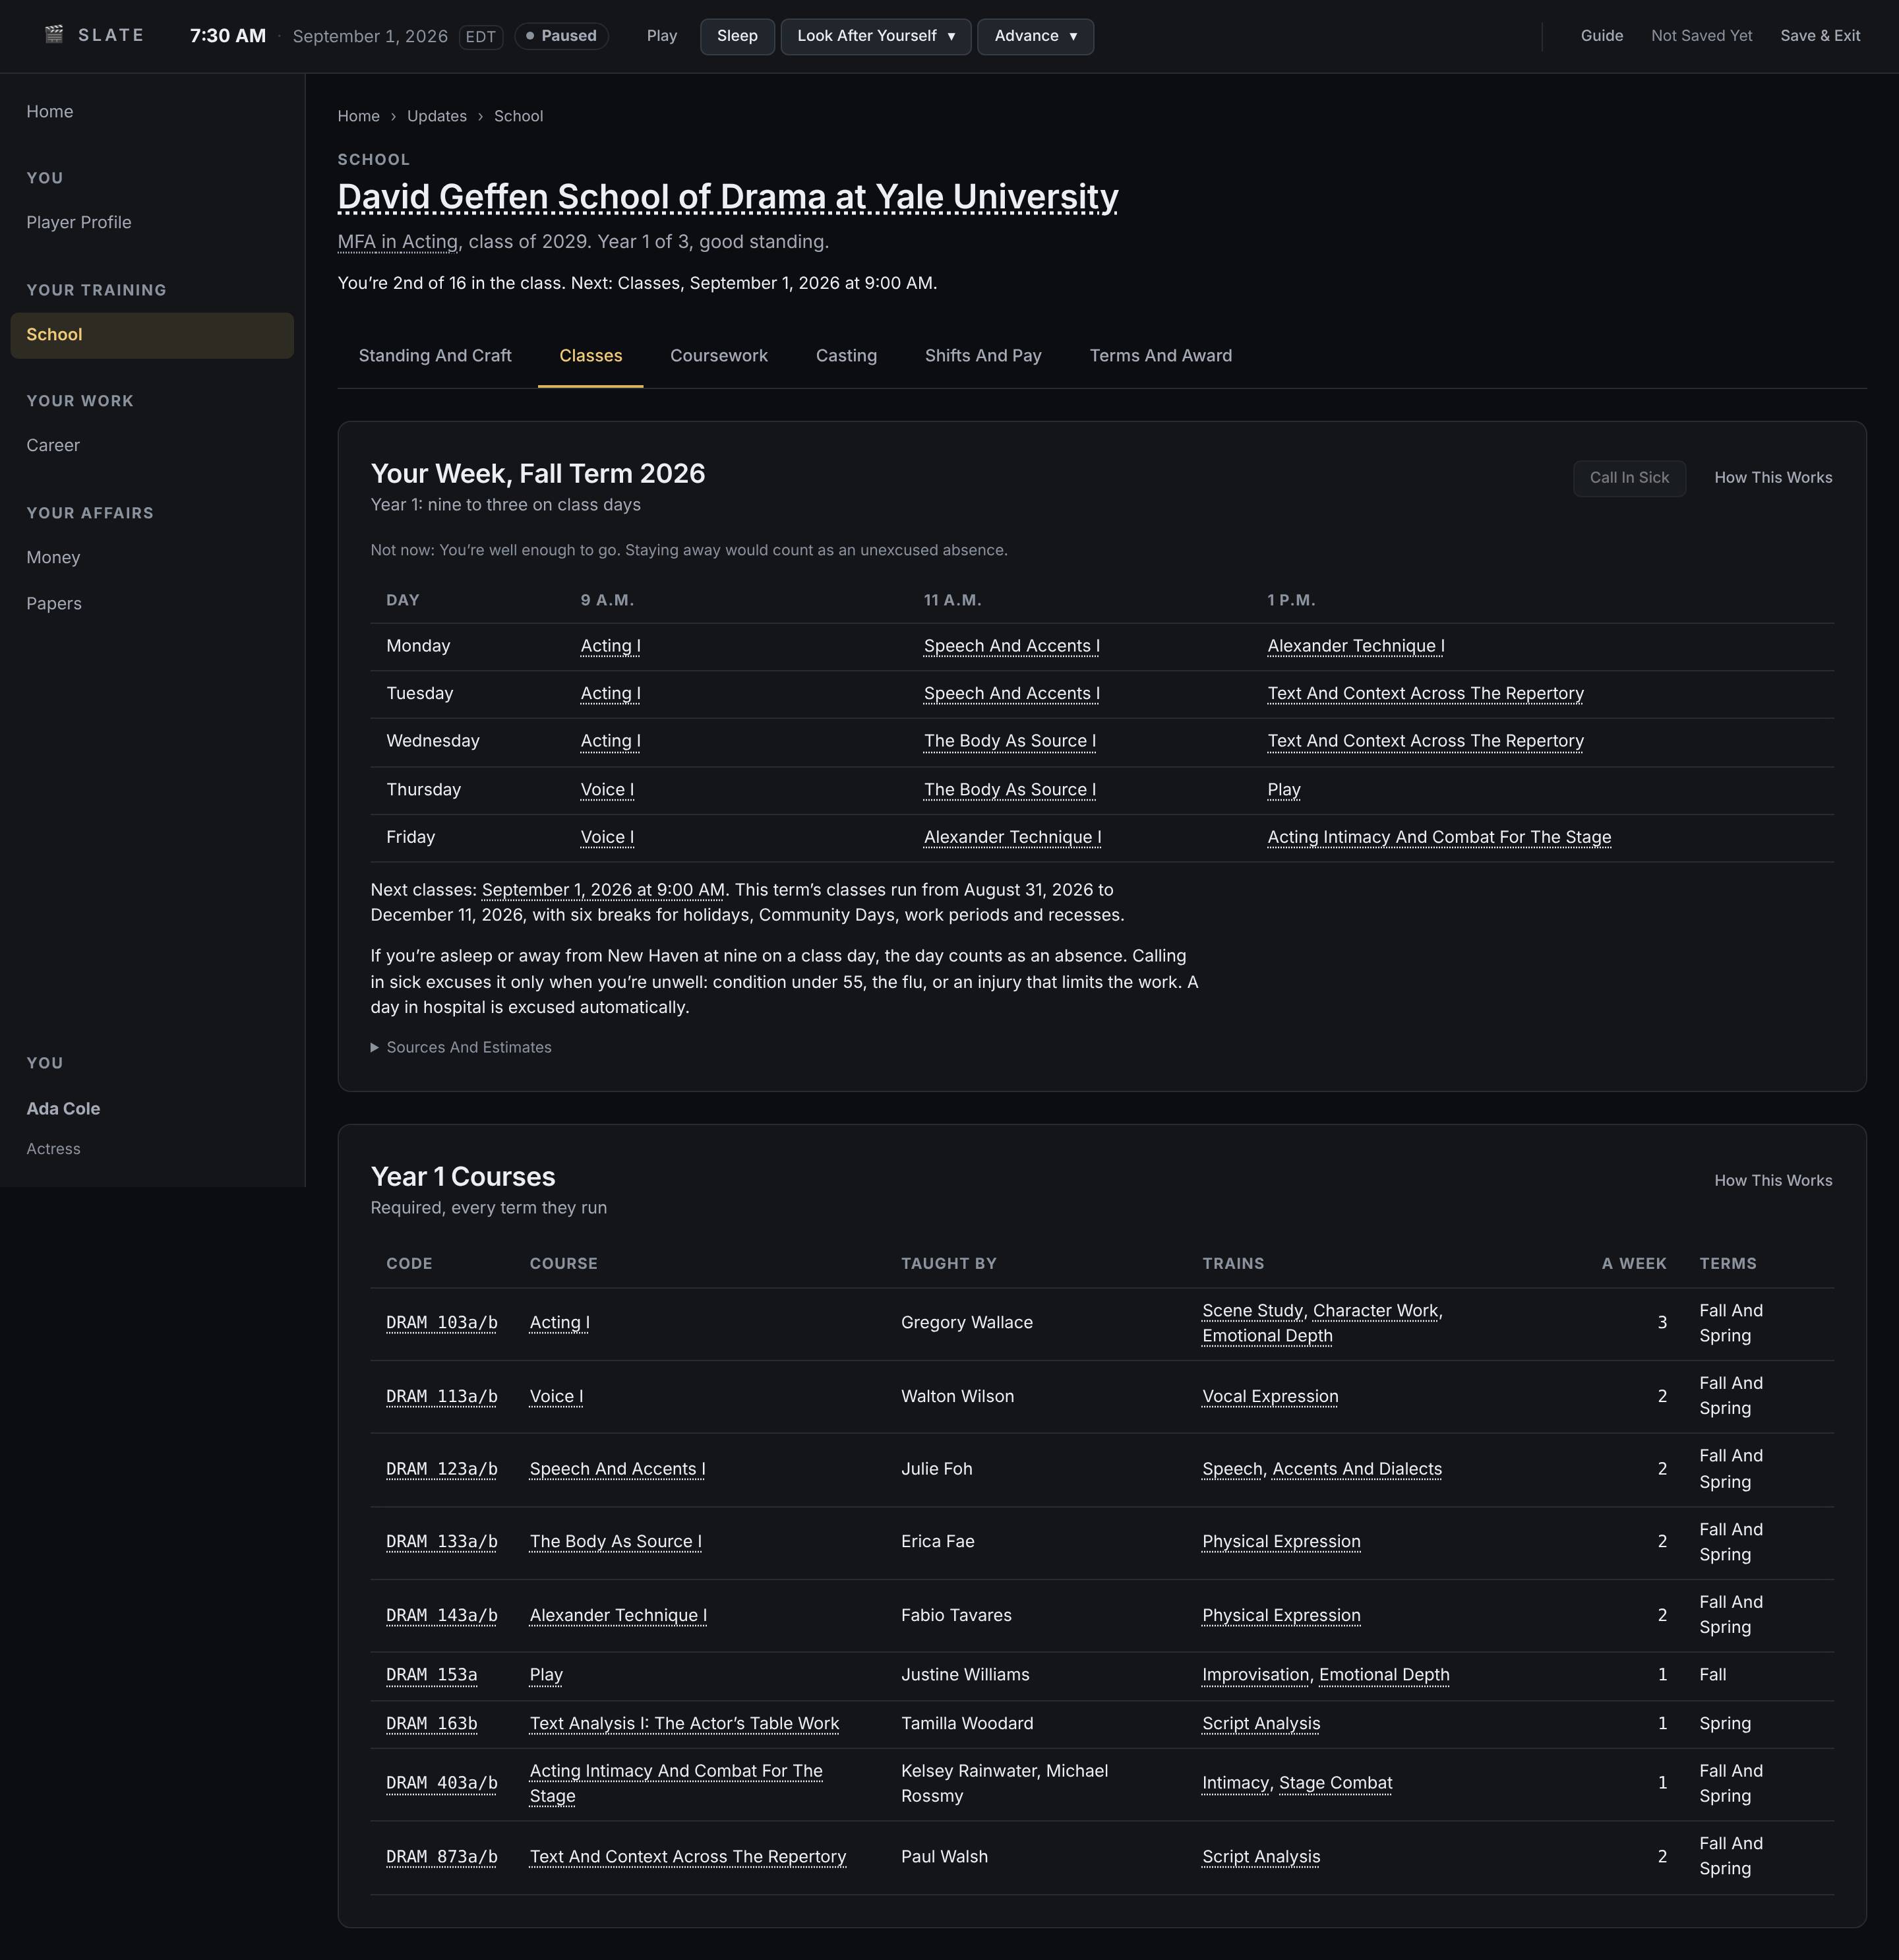 🎬 SLATE 7:30 AM · September 1, 2026 EDT Paused Play Sleep Look After Yourself ▾ Advance ▾ Guide Not Saved Yet Save & Exit
Home
YOU
Player Profile
YOUR TRAINING
School
YOUR WORK
Career
YOUR AFFAIRS
Money
Papers
YOU
Ada Cole
Actress
Home › Updates › School
SCHOOL
David Geffen School of Drama at Yale University
MFA in Acting, class of 2029. Year 1 of 3, good standing.
You’re 2nd of 16 in the class. Next: Classes, September 1, 2026 at 9:00 AM.
Standing And Craft Classes Coursework Casting Shifts And Pay Terms And Award
Your Week, Fall Term 2026 Call In Sick How This Works
Year 1: nine to three on class days
Not now: You’re well enough to go. Staying away would count as an unexcused absence.
DAY 9 A.M. 11 A.M. 1 P.M.
Monday Acting I Speech And Accents I Alexander Technique I
Tuesday Acting I Speech And Accents I Text And Context Across The Repertory
Wednesday Acting I The Body As Source I Text And Context Across The Repertory
Thursday Voice I The Body As Source I Play
Friday Voice I Alexander Technique I Acting Intimacy And Combat For The Stage
Next classes: September 1, 2026 at 9:00 AM. This term’s classes run from August 31, 2026 to
December 11, 2026, with six breaks for holidays, Community Days, work periods and recesses.
If you’re asleep or away from New Haven at nine on a class day, the day counts as an absence. Calling
in sick excuses it only when you’re unwell: condition under 55, the flu, or an injury that limits the work. A
day in hospital is excused automatically.
▶ Sources And Estimates
Year 1 Courses How This Works
Required, every term they run
CODE COURSE TAUGHT BY TRAINS A WEEK TERMS
DRAM 103a/b Acting I Gregory Wallace Scene Study, Character Work,
Emotional Depth 3 Fall And
Spring
DRAM 113a/b Voice I Walton Wilson Vocal Expression 2 Fall And
Spring
DRAM 123a/b Speech And Accents I Julie Foh Speech, Accents And Dialects 2 Fall And
Spring
DRAM 133a/b The Body As Source I Erica Fae Physical Expression 2 Fall And
Spring
DRAM 143a/b Alexander Technique I Fabio Tavares Physical Expression 2 Fall And
Spring
DRAM 153a Play Justine Williams Improvisation, Emotional Depth 1 Fall
DRAM 163b Text Analysis I: The Actor’s Table Work Tamilla Woodard Script Analysis 1 Spring
DRAM 403a/b Acting Intimacy And Combat For The
Stage Kelsey Rainwater, Michael
Rossmy Intimacy, Stage Combat 1 Fall And
Spring
DRAM 873a/b Text And Context Across The Repertory Paul Walsh Script Analysis 2 Fall And
Spring